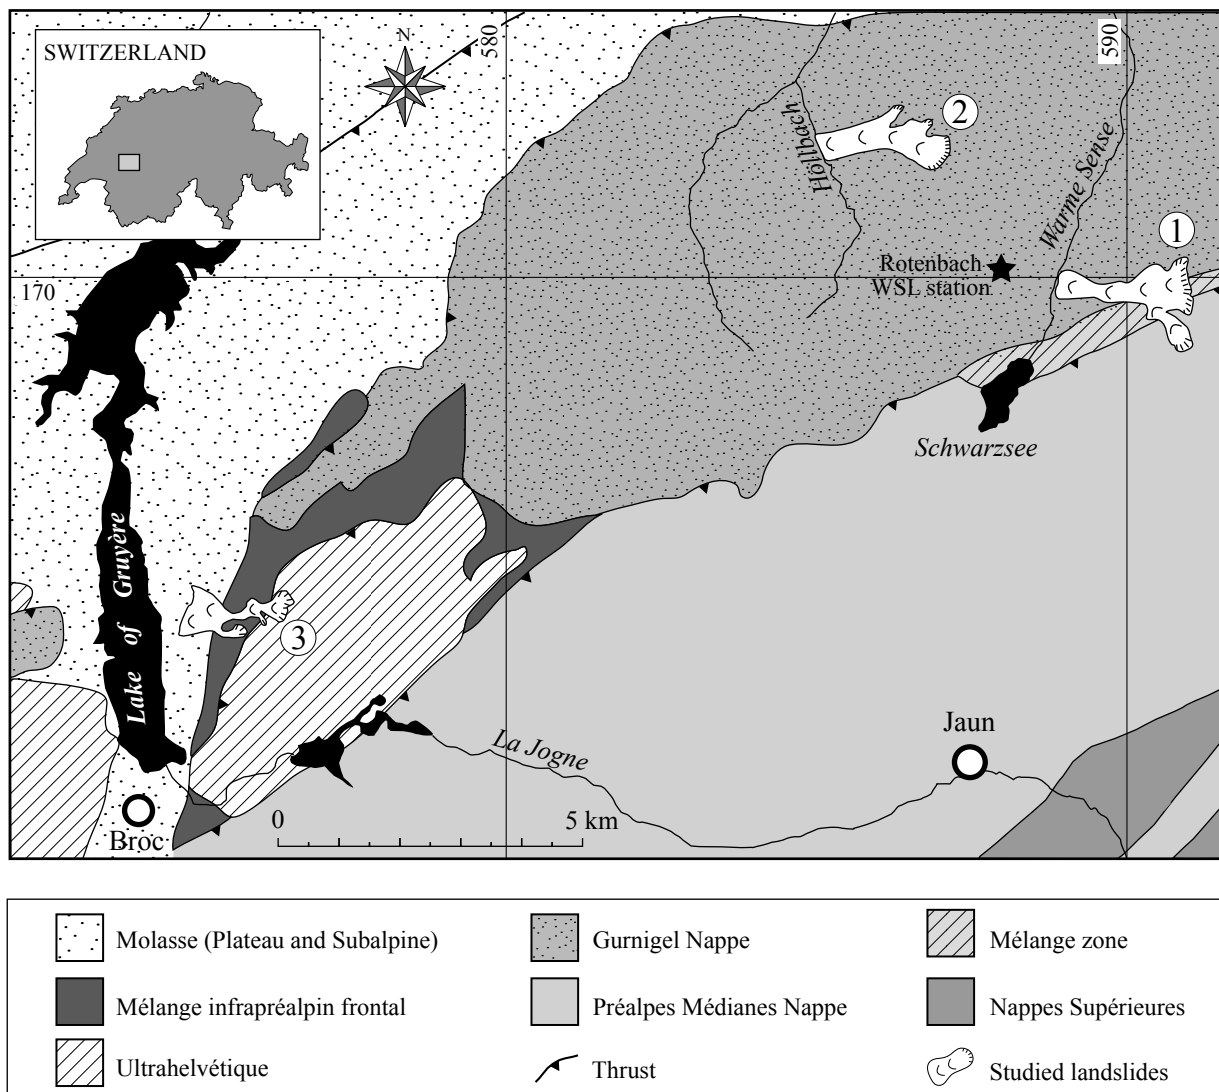 SWITZERLAND
N
580
590
Höllbach
2
Warme Sense
1
Rotenbach
WSL station
170
Schwarzsee
Lake of Gruyère
3
La Jogne
Jaun
Broc
0
5 km
Molasse (Plateau and Subalpine)
Gurnigel Nappe
Mélange zone
Mélange infrapréalpin frontal
Préalpes Médianes Nappe
Nappes Supérieures
Ultrahelvétique
Thrust
Studied landslides